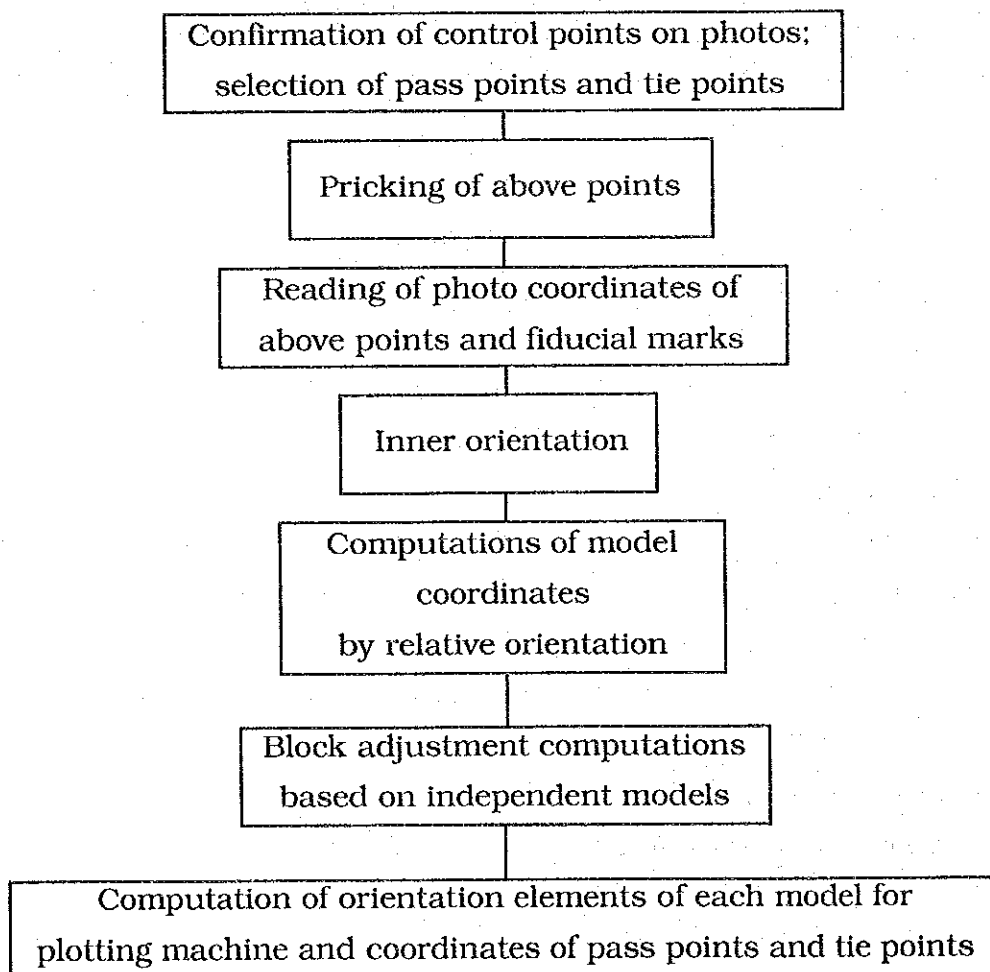 Confirmation of control points on photos;
selection of pass points and tie points
Pricking of above points
Reading of photo coordinates of
above points and fiducial marks
Inner orientation
Computations of model
coordinates
by relative orientation
Block adjustment computations
based on independent models
Computation of orientation elements of each model for
plotting machine and coordinates of pass points and tie points